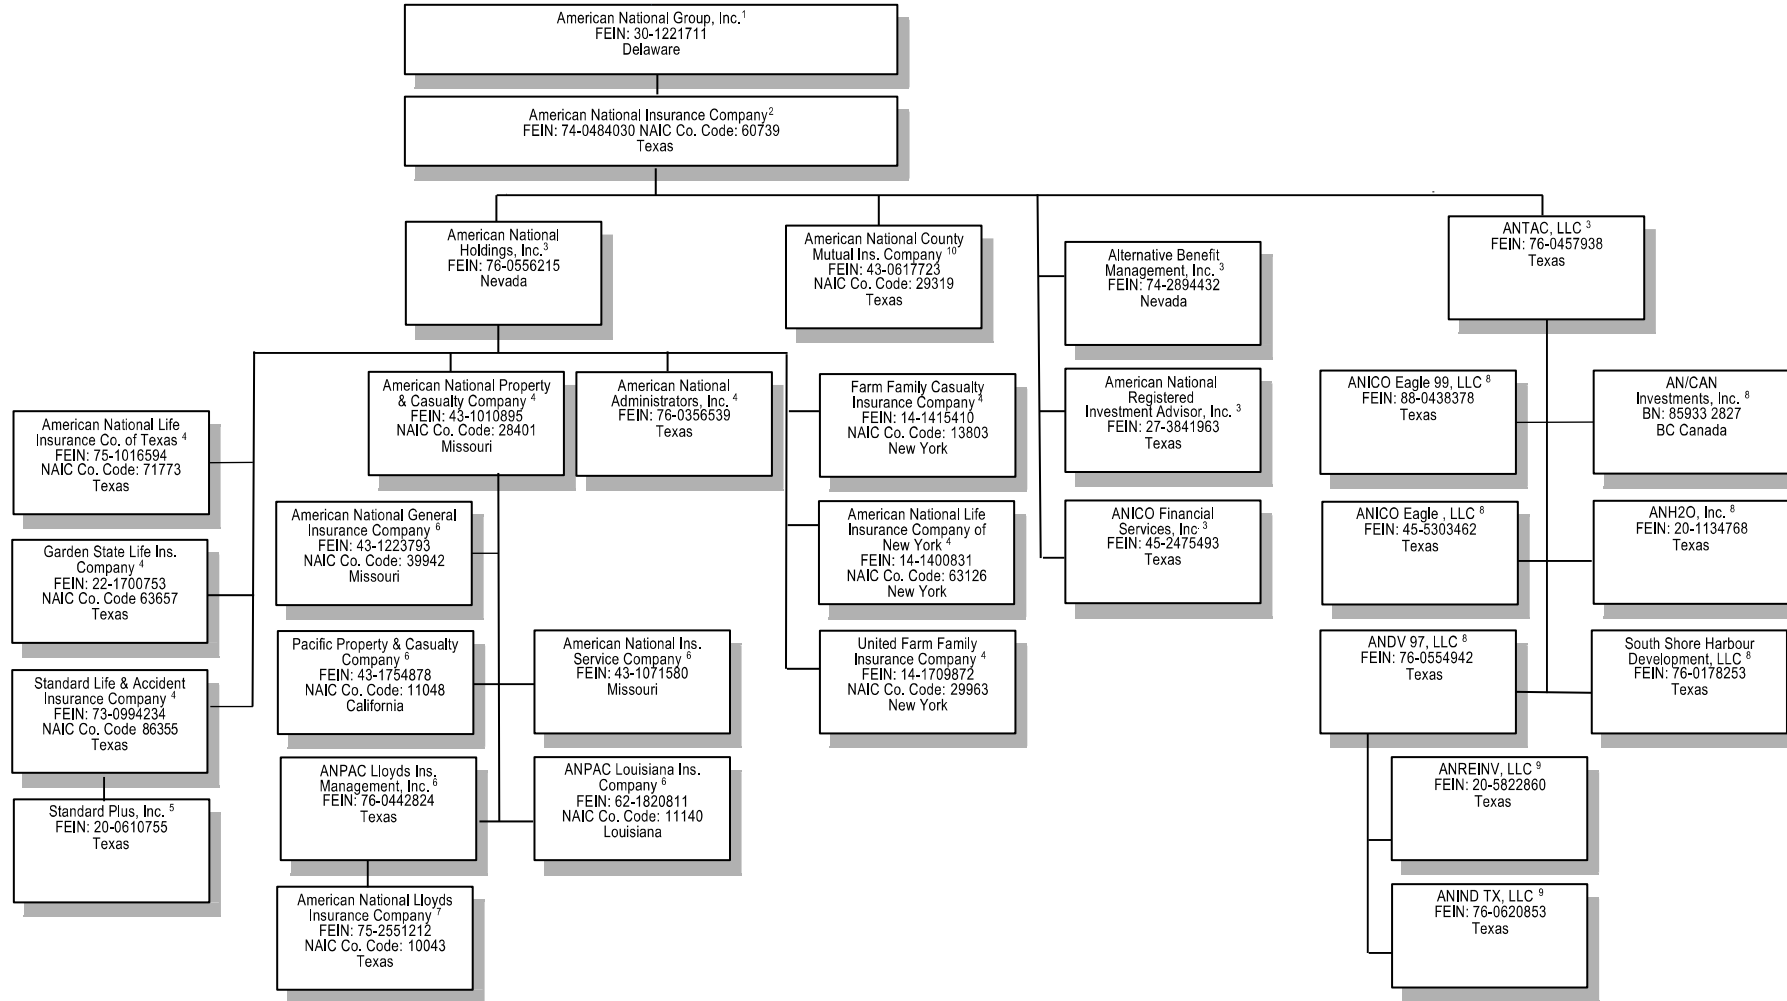 American National Group, Inc.1
FEIN: 30-1221711
Delaware
American National Insurance Company2
FEIN: 74-0484030 NAIC Co. Code: 60739
Texas
American National
Holdings, Inc.3
FEIN: 76-0556215
Nevada
American National County
Mutual Ins. Company 10
FEIN: 43-0617723
NAIC Co. Code: 29319
Texas
Alternative Benefit
Management, Inc. 3
FEIN: 74-2894432
Nevada
ANTAC, LLC 3
FEIN: 76-0457938
Texas
American National Life
Insurance Co. of Texas 4
FEIN: 75-1016594
NAIC Co. Code: 71773
Texas
American National Property
& Casualty Company 4
FEIN: 43-1010895
NAIC Co. Code: 28401
Missouri
American National
Administrators, Inc. 4
FEIN: 76-0356539
Texas
Farm Family Casualty
Insurance Company 4
FEIN: 14-1415410
NAIC Co. Code: 13803
New York
American National
Registered
Investment Advisor, Inc. 3
FEIN: 27-3841963
Texas
ANICO Eagle 99, LLC 8
FEIN: 88-0438378
Texas
AN/CAN
Investments, Inc. 8
BN: 85933 2827
BC Canada
Garden State Life Ins.
Company 4
FEIN: 22-1700753
NAIC Co. Code 63657
Texas
American National General
Insurance Company 6
FEIN: 43-1223793
NAIC Co. Code: 39942
Missouri
American National Life
Insurance Company of
New York 4
FEIN: 14-1400831
NAIC Co. Code: 63126
New York
ANICO Financial
Services, Inc. 3
FEIN: 45-2475493
Texas
ANICO Eagle , LLC 8
FEIN: 45-5303462
Texas
ANH2O, Inc. 8
FEIN: 20-1134768
Texas
Standard Life & Accident
Insurance Company 4
FEIN: 73-0994234
NAIC Co. Code 86355
Texas
Pacific Property & Casualty
Company 6
FEIN: 43-1754878
NAIC Co. Code: 11048
California
American National Ins.
Service Company 6
FEIN: 43-1071580
Missouri
United Farm Family
Insurance Company 4
FEIN: 14-1709872
NAIC Co. Code: 29963
New York
ANDV 97, LLC 8
FEIN: 76-0554942
Texas
South Shore Harbour
Development, LLC 8
FEIN: 76-0178253
Texas
Standard Plus, Inc. 5
FEIN: 20-0610755
Texas
ANPAC Lloyds Ins.
Management, Inc. 6
FEIN: 76-0442824
Texas
ANPAC Louisiana Ins.
Company 6
FEIN: 62-1820811
NAIC Co. Code: 11140
Louisiana
ANREINV, LLC 9
FEIN: 20-5822860
Texas
American National Lloyds
Insurance Company 7
FEIN: 75-2551212
NAIC Co. Code: 10043
Texas
ANIND TX, LLC 9
FEIN: 76-0620853
Texas